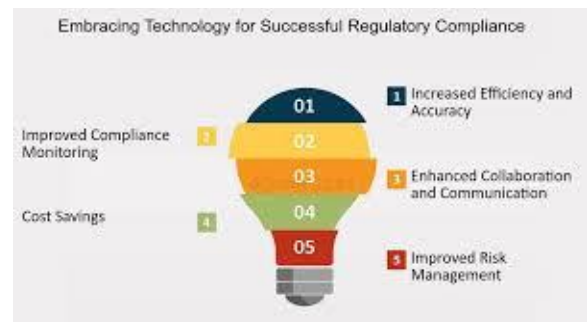 Embracing Technology for Successful Regulatory Compliance
01
1 Increased Efficiency and
Accuracy
Improved Compliance
Monitoring
2
02
03
3 Enhanced Collaboration
and Communication
Cost Savings
4
04
05
5 Improved Risk
Management